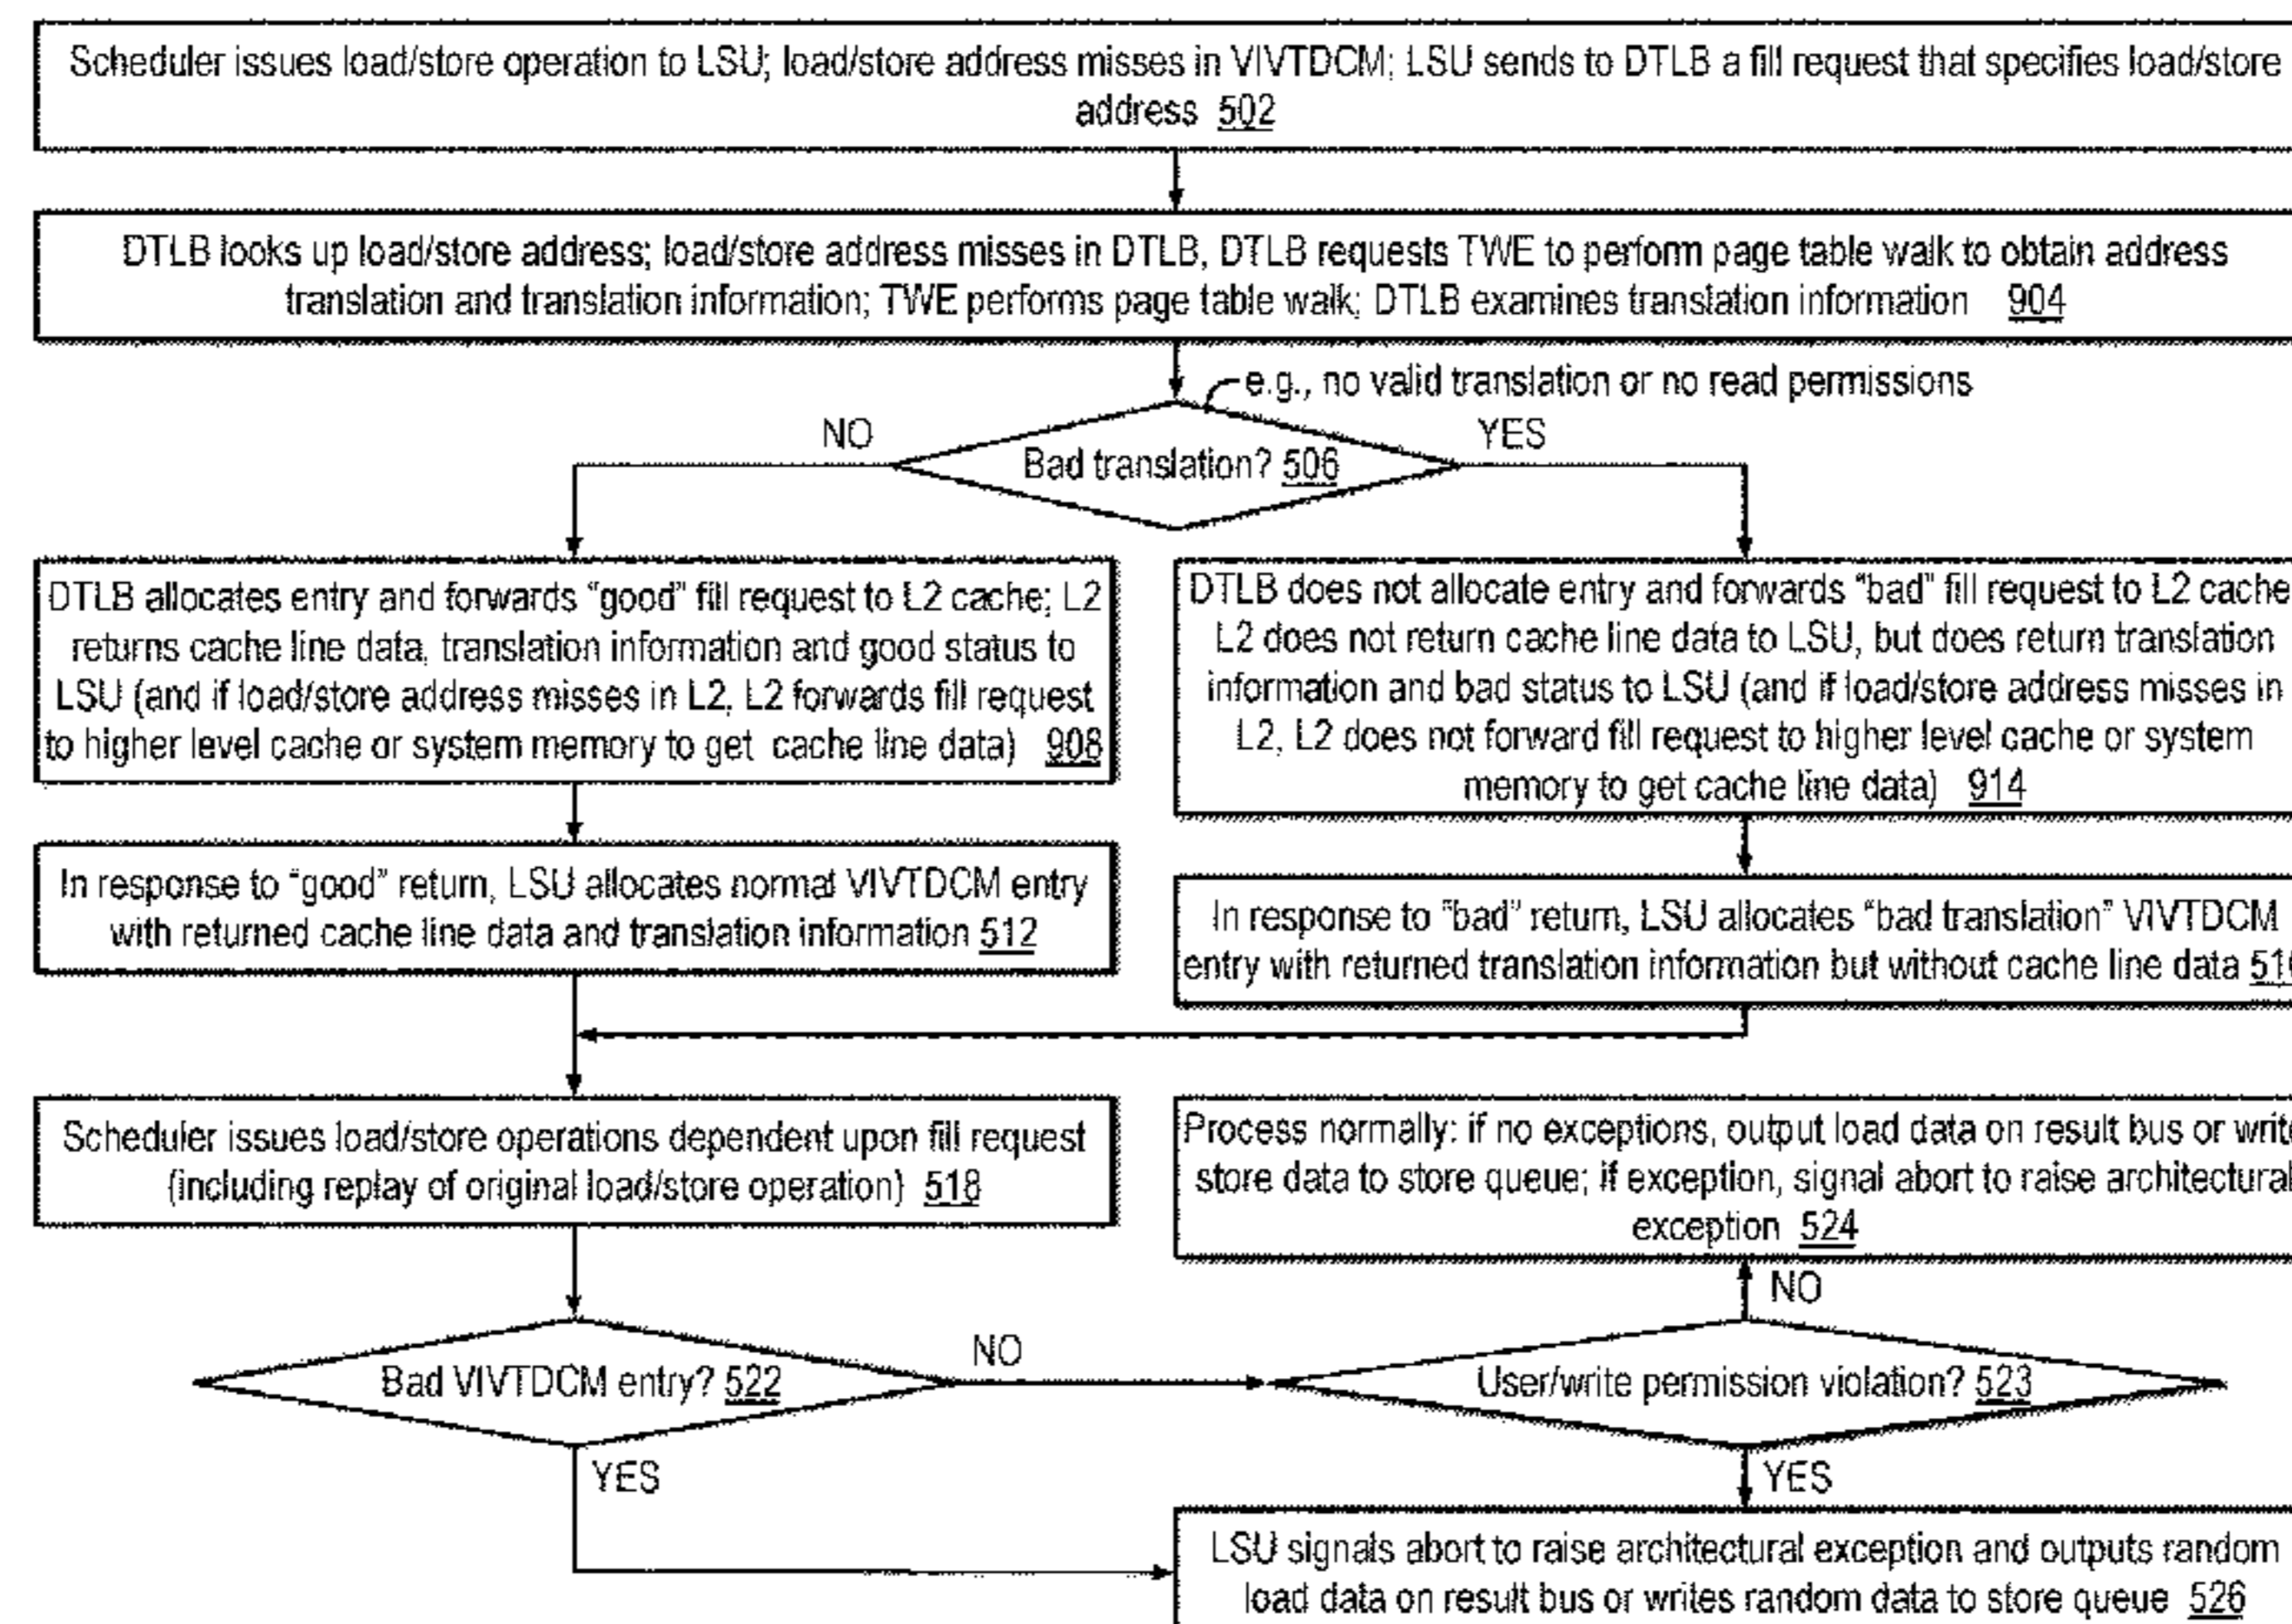 Scheduler issues load/store operation to LSU; load/store address misses in VIVTDCM; LSU sends to DTLB a fill request that specifies load/store
address 502
DTLB looks up load/store address; load/store address misses in DTLB, DTLB requests TWE to perform page table walk to obtain address
translation and translation information; TWE performs page table walk; DTLB examines translation information 904
e.g., no valid translation or no read permissions
NO
YES
Bad translation? 506
DTLB allocates entry and forwards “good” fill request to L2 cache; L2
returns cache line data, translation information and good status to
LSU (and if load/store address misses in L2, L2 forwards fill request
to higher level cache or system memory to get cache line data) 908
DTLB does not allocate entry and forwards “bad” fill request to L2 cache
L2 does not return cache line data to LSU, but does return translation
information and bad status to LSU (and if load/store address misses in
L2, L2 does not forward fill request to higher level cache or system
memory to get cache line data) 914
In response to “good” return, LSU allocates normal VIVTDCM entry
with returned cache line data and translation information 512
In response to “bad” return, LSU allocates “bad translation” VIVTDCM
entry with returned translation information but without cache line data
Scheduler issues load/store operations dependent upon fill request
(including replay of original load/store operation) 518
Process normally: if no exceptions, output load data on result bus or write
store data to store queue; if exception, signal abort to raise architectural
exception 524
NO
Bad VIVTDCM entry? 522
NO
User/write permission violation? 523
YES
YES
LSU signals abort to raise architectural exception and outputs random
load data on result bus or writes random data to store queue 526